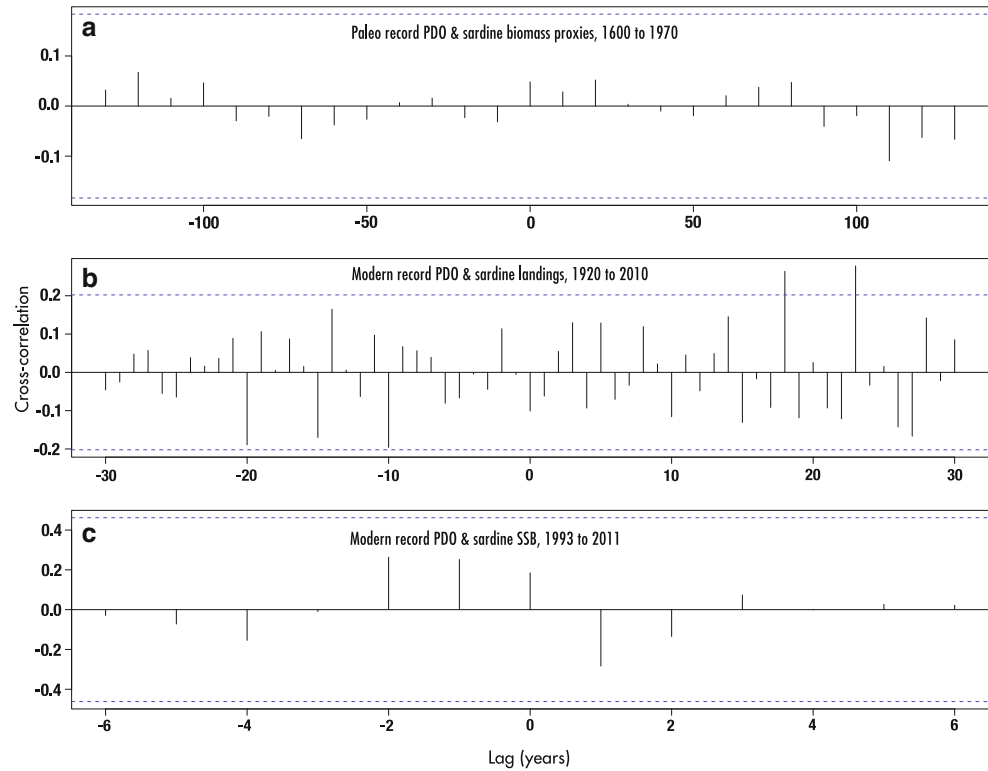 a
Paleo record PDO & sardine biomass proxies, 1600 to 1970
0.1
0.0
-0.1
-100 -50 0 50 100
b
Modern record PDO & sardine landings, 1920 to 2010
0.2
0.1
0.0
-0.1
-0.2
-30 -20 -10 0 10 20 30
Cross-correlation
c
Modern record PDO & sardine SSB, 1993 to 2011
0.4
0.2
0.0
-0.2
-0.4
-6 -4 -2 0 2 4 6
Lag (years)